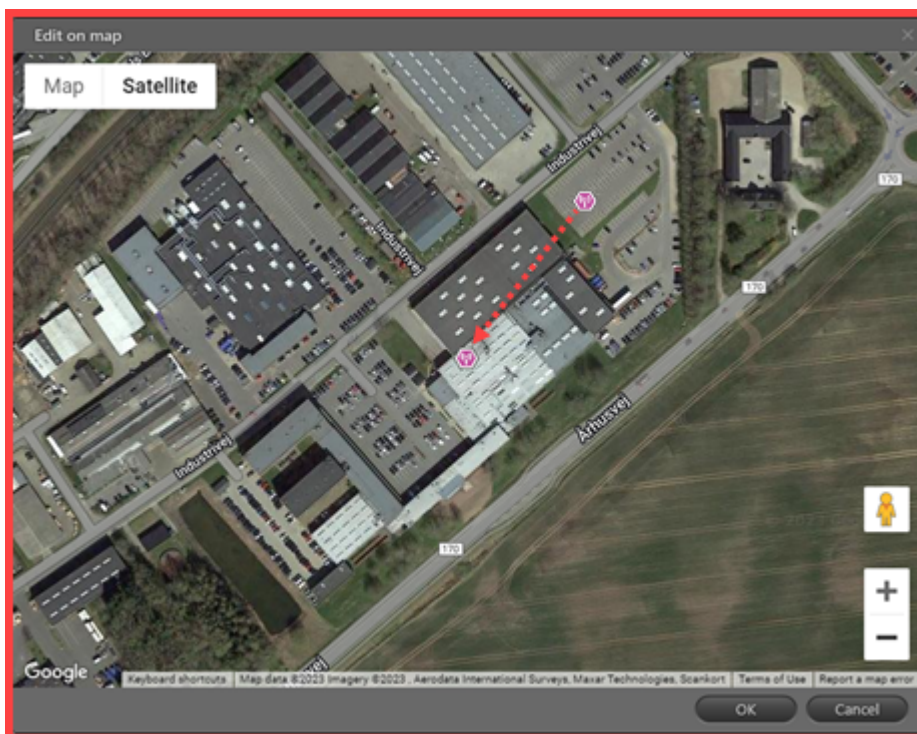 Edit on map
Map
Satellite
Industrivej
170
Industrivej
170
Århusvej
Industrivej
170
Google
Keyboard shortcuts
Map data ©2023 Imagery ©2023 , Aerodata International Surveys, Maxar Technologies, Scankort
Terms of Use
Report a map error
OK
Cancel